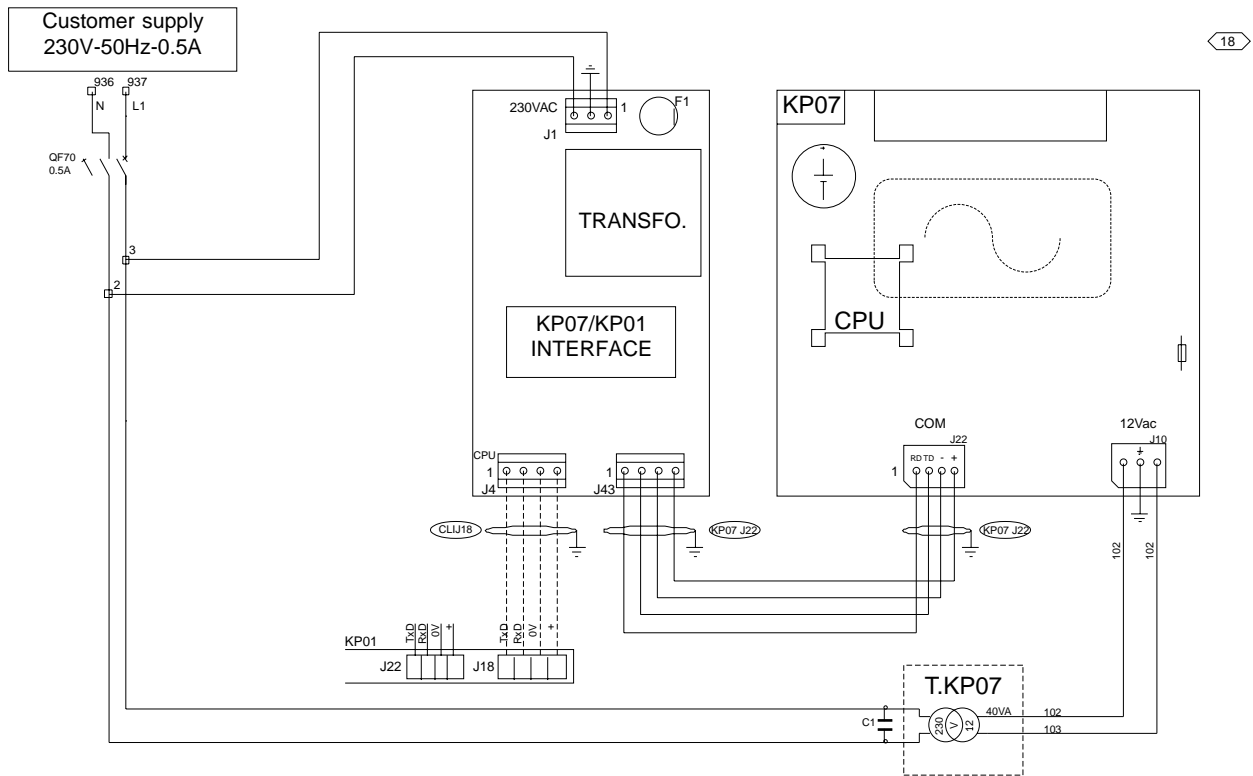 Customer supply
230V-50Hz-0.5A
18
936 937
N L1
QF70
0.5A
3
2
230VAC 1 F1
J1
TRANSFO.
KP07/KP01
INTERFACE
CPU
1
J4
1
J43
KP07
+
CPU
COM
J22
RD TD - +
1
12Vac
J10
CLIJ18
KP07 J22
KP07 J22
102
102
KP01
TxD
RxD
0V
+
J22
TxD
RxD
0V
+
J18
T.KP07
C1
230
V
12
40VA
102
103